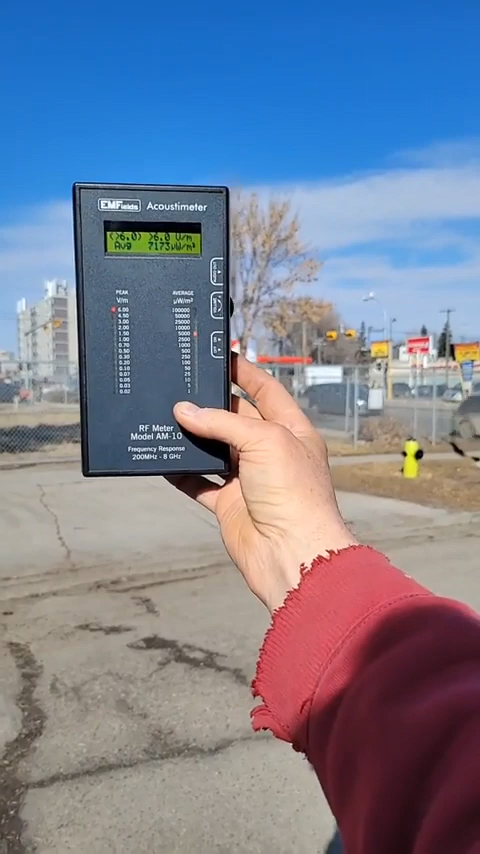 EMFields Acoustimeter
(>6.0) >6.0 V/m
Avg 7173μW/m²
PEAK AVERAGE
V/m μW/m²
6.00 100000
4.50 50000
3.00 25000
2.00 10000
1.50 5000
1.00 2500
0.70 1000
0.50 500
0.30 250
0.20 100
0.10 50
0.07 25
0.05 10
0.03 5
0.02 1
RF Meter
Model AM-10
Frequency Response
200MHz - 8 GHz